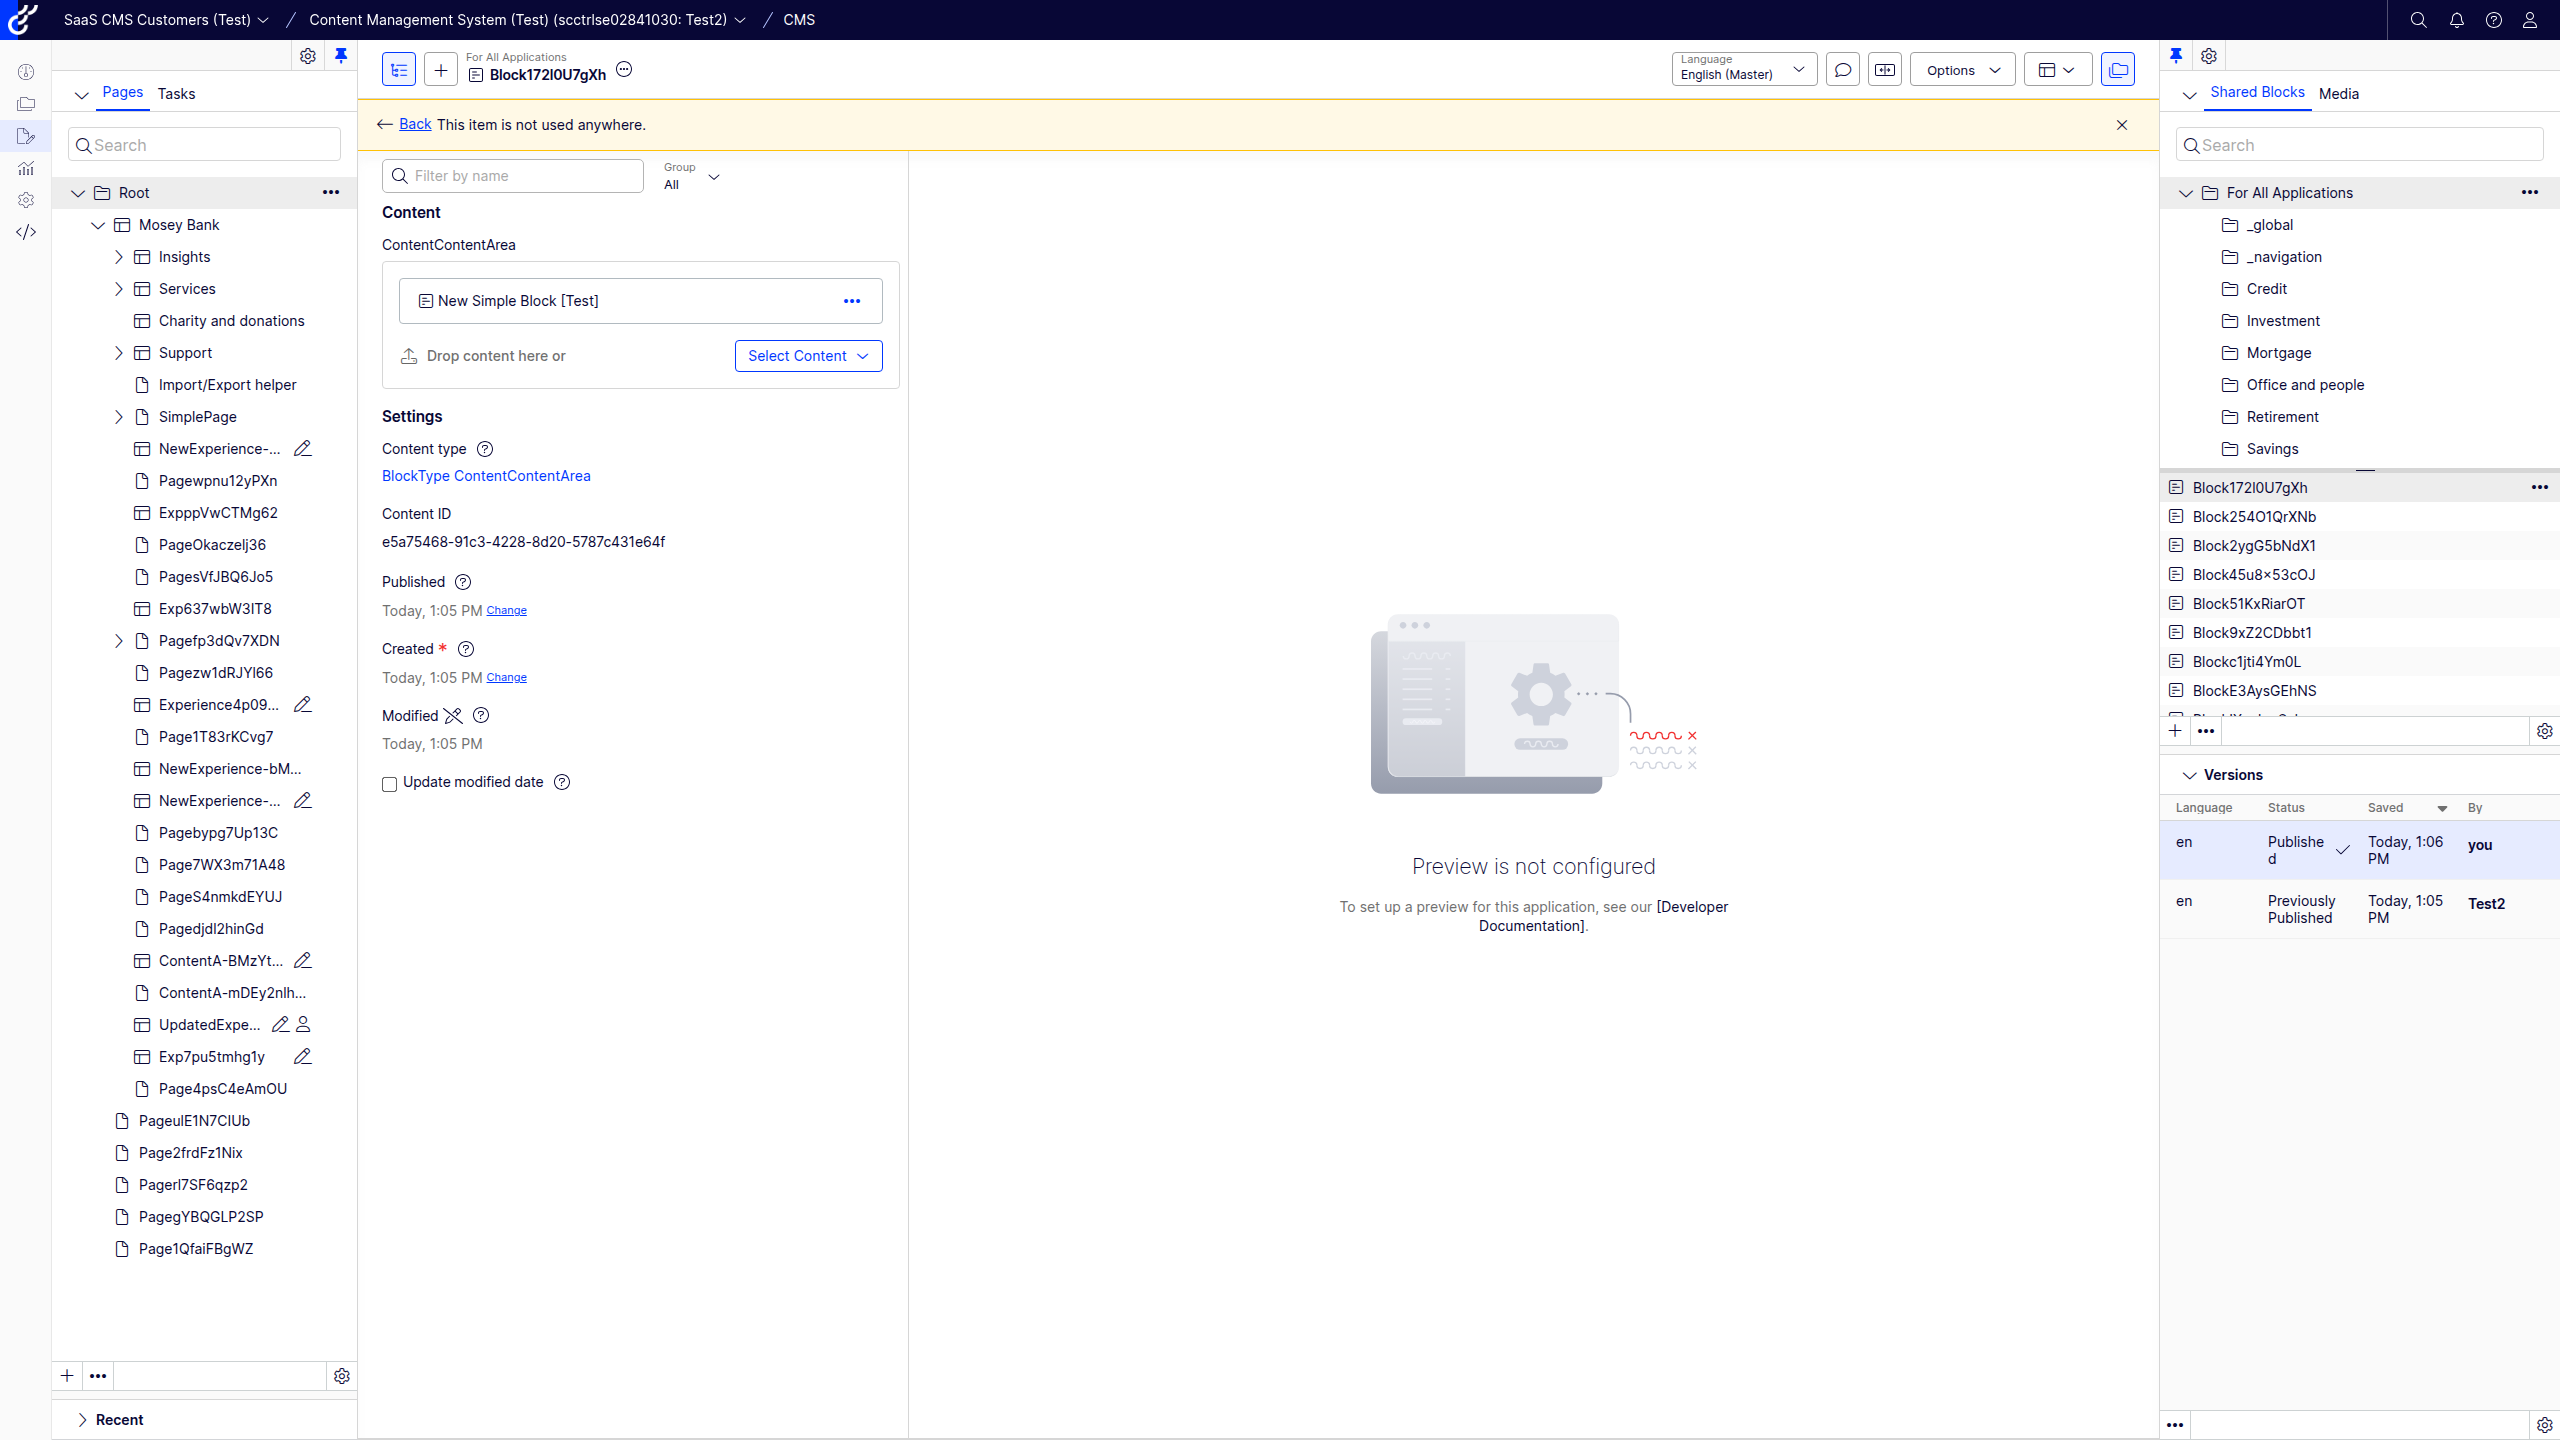 SaaS CMS Customers (Test)
Content Management System (Test) (scctrlse02841030: Test2)
CMS
Pages
Tasks
Search
Root
Mosey Bank
Insights
Services
Charity and donations
Support
Import/Export helper
SimplePage
NewExperience-...
Pagewpnu12yPXn
ExpppVwCTMg62
PageOkaczelj36
PagesVfJBQ6Jo5
Exp637wbW3IT8
Pagefp3dQv7XDN
Pagezw1dRJYl66
Experience4p09...
Page1T83rKCvg7
NewExperience-bM...
NewExperience-...
Pagebypg7Up13C
Page7WX3m71A48
PageS4nmkdEYUJ
Pagedjdl2hinGd
ContentA-BMzYt...
ContentA-mDEy2nlh...
UpdatedExpe...
Exp7pu5tmhg1y
Page4psC4eAmOU
PageulE1N7CIUb
Page2frdFz1Nix
Pagerl7SF6qzp2
PagegYBQGLP2SP
Page1QfaiFBgWZ
Recent
For All Applications
Block172I0U7gXh
Language
English (Master)
Options
Back This item is not used anywhere.
Filter by name
Group
All
Content
ContentContentArea
New Simple Block [Test]
Drop content here or
Select Content
Settings
Content type
BlockType ContentContentArea
Content ID
e5a75468-91c3-4228-8d20-5787c431e64f
Published
Today, 1:05 PM Change
Created *
Today, 1:05 PM Change
Modified
Today, 1:05 PM
Update modified date
Preview is not configured
To set up a preview for this application, see our [Developer
Documentation].
Shared Blocks
Media
Search
For All Applications
_global
_navigation
Credit
Investment
Mortgage
Office and people
Retirement
Savings
Block172I0U7gXh
Block254O1QrXNb
Block2ygG5bNdX1
Block45u8x53cOJ
Block51KxRiarOT
Block9xZ2CDbbt1
Blockc1jti4Ym0L
BlockE3AysGEhNS
Versions
Language Status Saved By
en Publishe Today, 1:06 you
d PM
en Previously Today, 1:05 Test2
Published PM